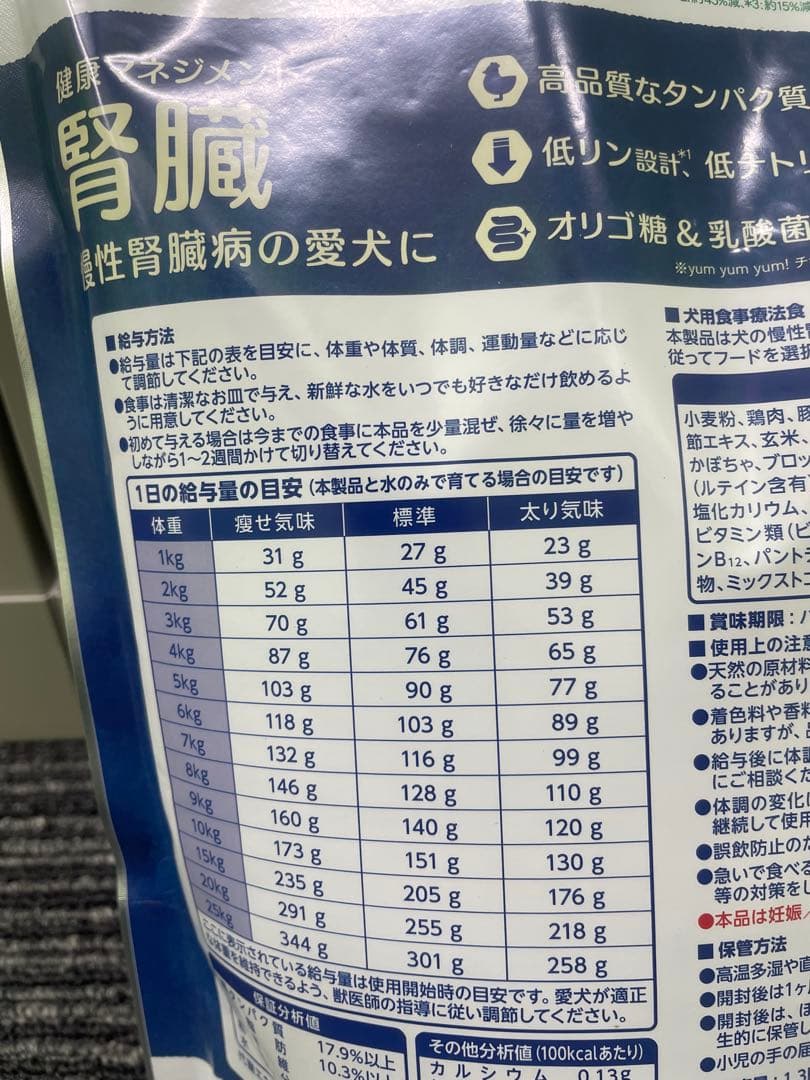 *3:約15%減
健康マネジメント
腎臓
慢性腎臓病の愛犬に
高品質なタンパク質
低リン設計*1、低ナトリ
オリゴ糖&乳酸菌
※yum yum yum! チ
■給与方法
●給与量は下記の表を目安に、体重や体質、体調、運動量などに応じ
て調節してください。
●食事は清潔なお皿で与え、新鮮な水をいつでも好きなだけ飲めるよ
うに用意してください。
●初めて与える場合は今までの食事に本品を少量混ぜ、徐々に量を増や
しながら1〜2週間かけて切り替えてください。
1日の給与量の目安(本製品と水のみで育てる場合の目安です)
体重 痩せ気味 標準 太り気味
1kg 31 g 27 g 23 g
2kg 52 g 45 g 39 g
3kg 70 g 61 g 53 g
4kg 87 g 76 g 65 g
5kg 103 g 90 g 77 g
6kg 118 g 103 g 89 g
7kg 132 g 116 g 99 g
8kg 146 g 128 g 110 g
9kg 160 g 140 g 120 g
10kg 173 g 151 g 130 g
15kg 235 g 205 g 176 g
20kg 291 g 255 g 218 g
25kg 344 g 301 g 258 g
ここに表示されている給与量は使用開始時の目安です。愛犬が適正
な体重を維持できるよう、獣医師の指導に従い調節してください。
保証分析値
タンパク質 17.9%以上
脂 肪 10.3%以上
その他分析値(100kcalあたり)
カルシウム 0.13g
■犬用食事療法食
本製品は犬の慢性腎
従ってフードを選択
小麦粉、鶏肉、豚
節エキス、玄米、
かぼちゃ、ブロッ
(ルテイン含有
塩化カリウム、
ビタミン類(ビ
ンB12、パントテ
物、ミックストコ
■賞味期限:パ
■使用上の注意
●天然の原材料
ることがあり
●着色料や香料
ありますが、品
●給与後に体調
にご相談くだ
●体調の変化に
継続して使用
●誤飲防止のた
●急いで食べる
等の対策をし
●本品は妊娠/
■保管方法
●高温多湿や直
●開封後は1ヶ
●開封後は、ほ
生的に保管し
●小児の手の届